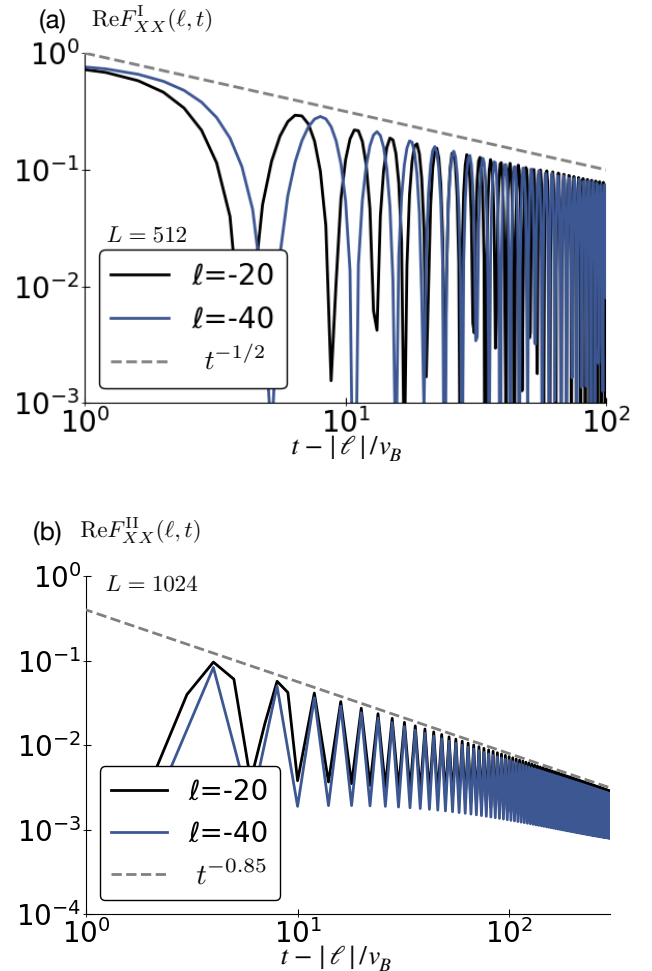 (a) ReF^I_{XX}(ℓ, t)
10^0
10^{-1}
10^{-2}
10^{-3}
L = 512
ℓ=-20
ℓ=-40
t^{-1/2}
10^0 10^1 10^2
t − |ℓ|/v_B
(b) ReF^{II}_{XX}(ℓ, t)
10^0
L = 1024
10^{-1}
10^{-2}
10^{-3}
10^{-4}
ℓ=-20
ℓ=-40
t^{-0.85}
10^0 10^1 10^2
t − |ℓ|/v_B